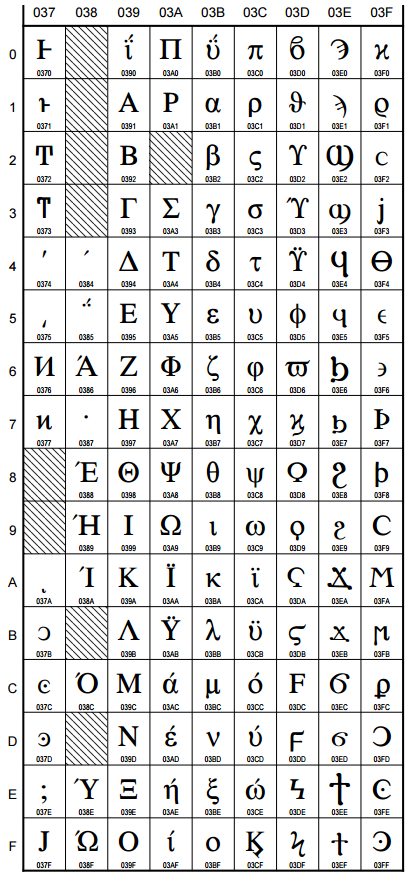 037 038 039 03A 03B 03C 03D 03E 03F
0 Ͱ ΐ Π ΰ π ϐ Ϡ ϰ
0370 0390 03A0 03B0 03C0 03D0 03E0 03F0
1 ͱ Α Ρ α ρ ϑ ϡ ϱ
0371 0391 03A1 03B1 03C1 03D1 03E1 03F1
2 Ͳ Β β ς ϒ Ϣ ϲ
0372 0392 03B2 03C2 03D2 03E2 03F2
3 ͳ Γ Σ γ σ ϓ ϣ ϳ
0373 0393 03A3 03B3 03C3 03D3 03E3 03F3
4 ʹ ΄ Δ Τ δ τ ϔ Ϥ ϴ
0374 0384 0394 03A4 03B4 03C4 03D4 03E4 03F4
5 ͵ ΅ Ε Υ ε υ ϕ ϥ ϵ
0375 0385 0395 03A5 03B5 03C5 03D5 03E5 03F5
6 Ͷ Ά Ζ Φ ζ φ ϖ Ϧ ϶
0376 0386 0396 03A6 03B6 03C6 03D6 03E6 03F6
7 ͷ · Η Χ η χ ϗ ϧ Ϸ
0377 0387 0397 03A7 03B7 03C7 03D7 03E7 03F7
8 Έ Θ Ψ θ ψ Ϙ Ϩ ϸ
0388 0398 03A8 03B8 03C8 03D8 03E8 03F8
9 Ή Ι Ω ι ω ϙ ϩ Ϲ
0389 0399 03A9 03B9 03C9 03D9 03E9 03F9
A ͺ Ί Κ Ϊ κ ϊ Ϛ Ϫ Ϻ
037A 038A 039A 03AA 03BA 03CA 03DA 03EA 03FA
B ͻ Λ Ϋ λ ϋ ϛ ϫ ϻ
037B 039B 03AB 03BB 03CB 03DB 03EB 03FB
C ͼ Ό Μ ά μ ό Ϝ Ϭ ϼ
037C 038C 039C 03AC 03BC 03CC 03DC 03EC 03FC
D ͽ Ν έ ν ύ ϝ ϭ Ͻ
037D 039D 03AD 03BD 03CD 03DD 03ED 03FD
E ; Ύ Ξ ή ξ ώ Ϟ Ϯ Ͼ
037E 038E 039E 03AE 03BE 03CE 03DE 03EE 03FE
F Ϳ Ώ Ο ί ο Ϗ ϟ ϯ Ͽ
037F 038F 039F 03AF 03BF 03CF 03DF 03EF 03FF